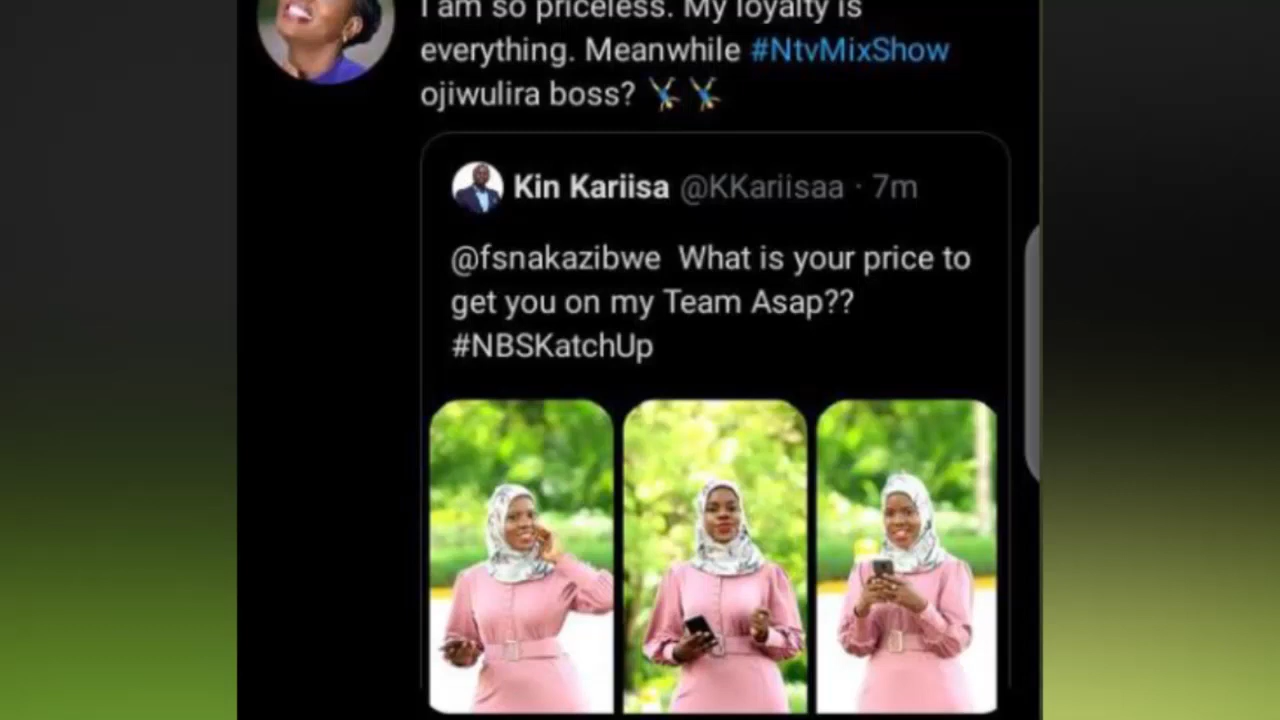 I am so priceless. My loyalty is
everything. Meanwhile #NtvMixShow
ojiwulira boss?
Kin Kariisa @KKariisaa · 7m
@fsnakazibwe What is your price to
get you on my Team Asap??
#NBSKatchUp